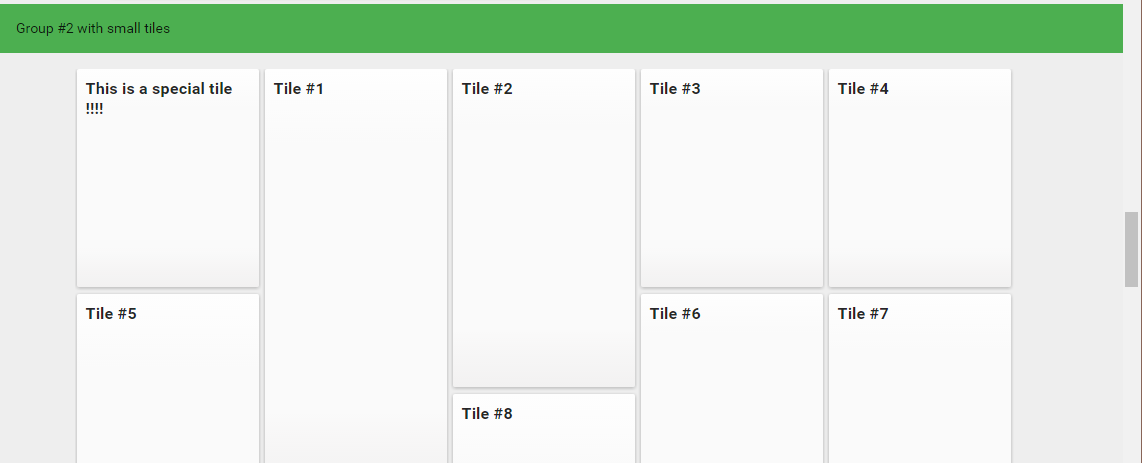 Group #2 with small tiles
This is a special tile
!!!!
Tile #1
Tile #2
Tile #3
Tile #4
Tile #5
Tile #6
Tile #7
Tile #8